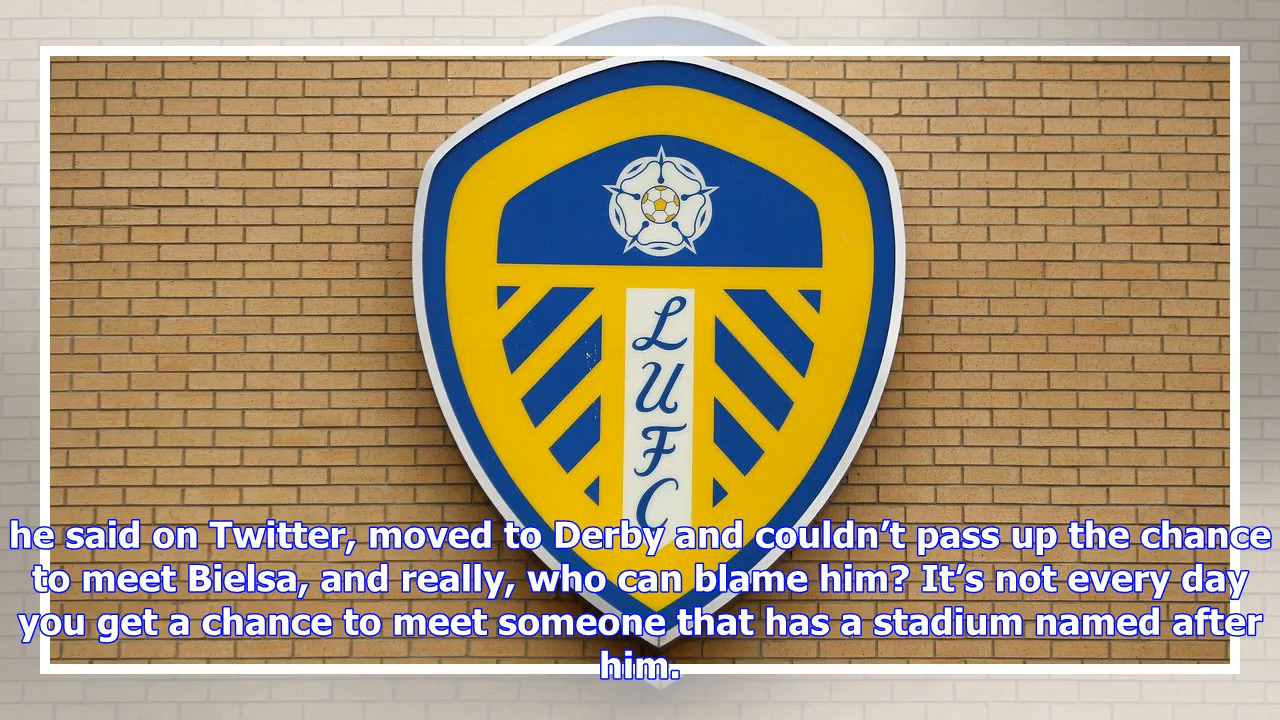 L
U
F
C
he said on Twitter, moved to Derby and couldn’t pass up the chance
to meet Bielsa, and really, who can blame him? It’s not every day
you get a chance to meet someone that has a stadium named after
him.